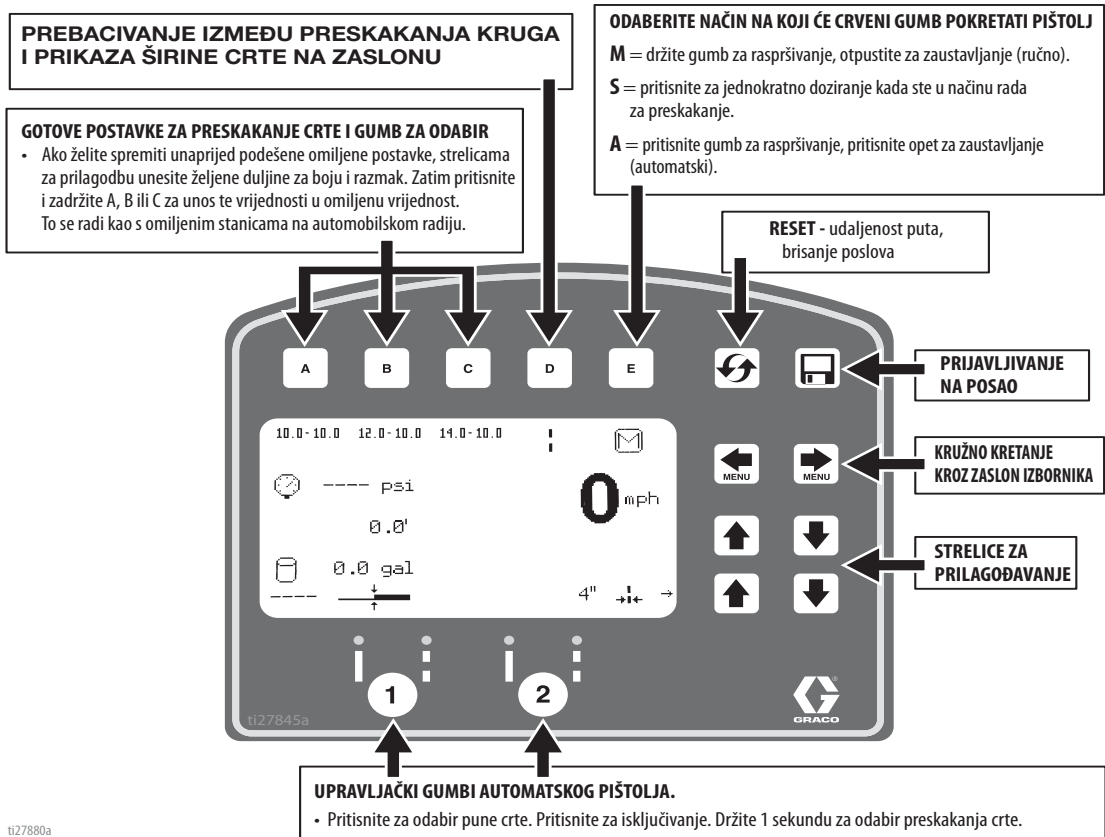 PREBACIVANJE IZMEĐU PRESKAKANJA KRUGA
I PRIKAZA ŠIRINE CRTE NA ZASLONU
ODABERITE NAČIN NA KOJI ĆE CRVENI GUMB POKRETATI PIŠTOLJ
M = držite gumb za raspršivanje, otpustite za zaustavljanje (ručno).
S = pritisnite za jednokratno doziranje kada ste u načinu rada
za preskakanje.
A = pritisnite gumb za raspršivanje, pritisnite opet za zaustavljanje
(automatski).
GOTOVE POSTAVKE ZA PRESKAKANJE CRTE I GUMB ZA ODABIR
• Ako želite spremiti unaprijed podešene omiljene postavke, strelicama
za prilagodbu unesite željene duljine za boju i razmak. Zatim pritisnite
i zadržite A, B ili C za unos te vrijednosti u omiljenu vrijednost.
To se radi kao s omiljenim stanicama na automobilskom radiju.
RESET - udaljenost puta,
brisanje poslova
A B C D E
PRIJAVLJIVANJE
NA POSAO
10.0-10.0 12.0-10.0 14.0-10.0 M
MENU MENU
KRUŽNO KRETANJE
KROZ ZASLON IZBORNIKA
---- psi
0 mph
0.0'
STRELICE ZA
PRILAGOĐAVANJE
0.0 gal
---- 4" →
1 2
GRACO
ti27845a
UPRAVLJAČKI GUMBI AUTOMATSKOG PIŠTOLJA.
• Pritisnite za odabir pune crte. Pritisnite za isključivanje. Držite 1 sekundu za odabir preskakanja crte.
ti27880a